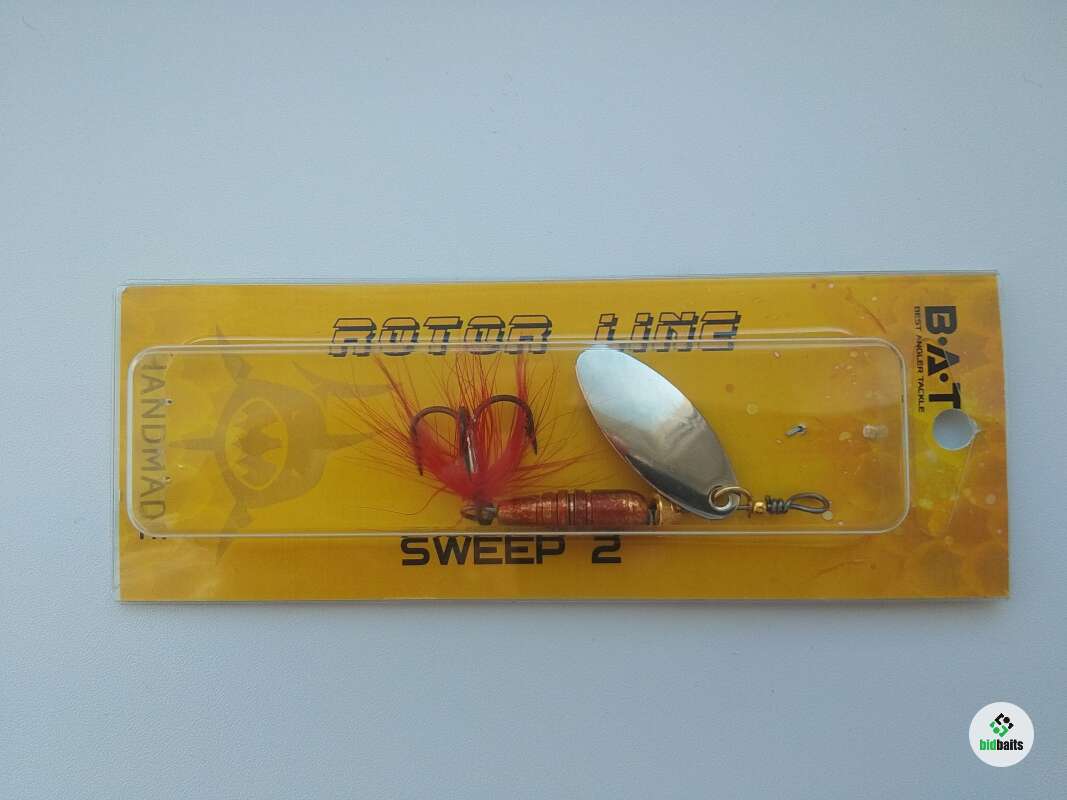 ROTOR LINE
B.A.T
BEST ANGLER TACKLE
HANDMADE
SWEEP 2
bidbaits